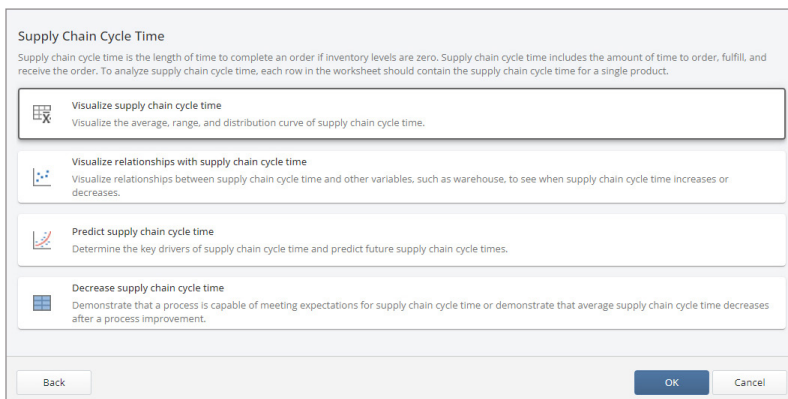 Supply Chain Cycle Time
Supply chain cycle time is the length of time to complete an order if inventory levels are zero. Supply chain cycle time includes the amount of time to order, fulfill, and
receive the order. To analyze supply chain cycle time, each row in the worksheet should contain the supply chain cycle time for a single product.
Visualize supply chain cycle time
Visualize the average, range, and distribution curve of supply chain cycle time.
Visualize relationships with supply chain cycle time
Visualize relationships between supply chain cycle time and other variables, such as warehouse, to see when supply chain cycle time increases or
decreases.
Predict supply chain cycle time
Determine the key drivers of supply chain cycle time and predict future supply chain cycle times.
Decrease supply chain cycle time
Demonstrate that a process is capable of meeting expectations for supply chain cycle time or demonstrate that average supply chain cycle time decreases
after a process improvement.
Back
OK
Cancel